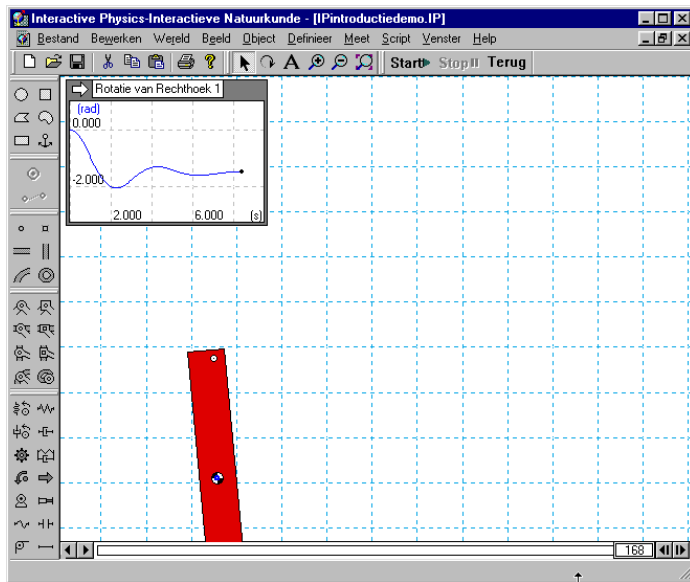 Interactive Physics-Interactieve Natuurkunde - [IPintroductiedemo.IP]
Bestand Bewerken Wereld Beeld Object Definieer Meet Script Venster Help
A Start Stop Terug
Rotatie van Rechthoek 1
(rad)
0.000
-2.000
2.000 6.000 (s)
168